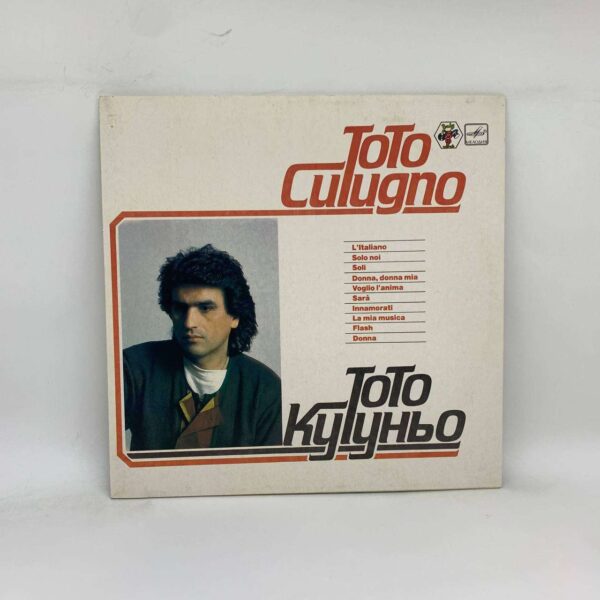 Toto
Cutugno
МЕЛОДИЯ
L'Italiano
Solo noi
Soli
Donna, donna mia
Voglio l'anima
Sarà
Innamorati
La mia musica
Flash
Donna
Тото
Кутуньо